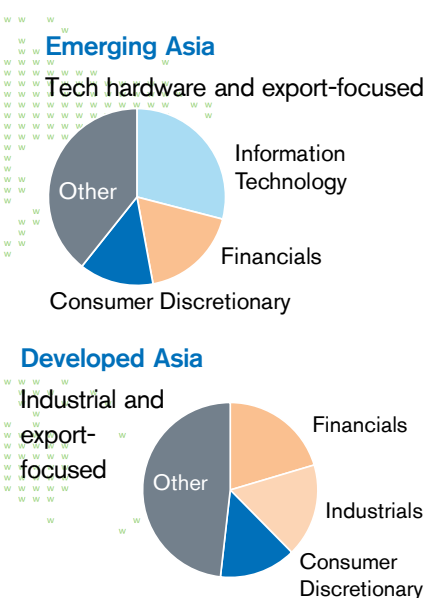 Emerging Asia
Tech hardware and export-focused
Information
Technology
Other
Financials
Consumer Discretionary
Developed Asia
Industrial and
export-
focused
Financials
Other
Industrials
Consumer
Discretionary